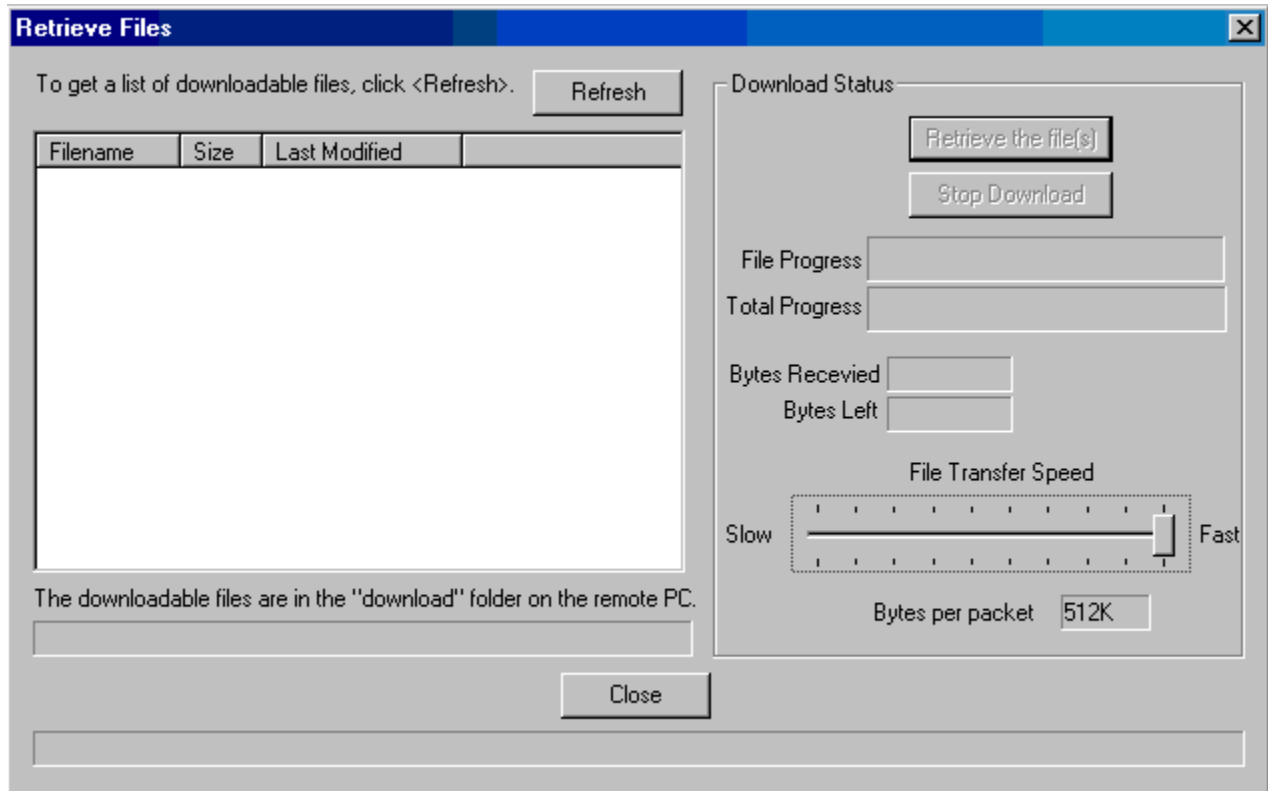 Retrieve Files
To get a list of downloadable files, click <Refresh>.
Refresh
Filename Size Last Modified
The downloadable files are in the "download" folder on the remote PC.
Download Status
Retrieve the file(s)
Stop Download
File Progress
Total Progress
Bytes Recevied
Bytes Left
File Transfer Speed
Slow Fast
Bytes per packet 512K
Close